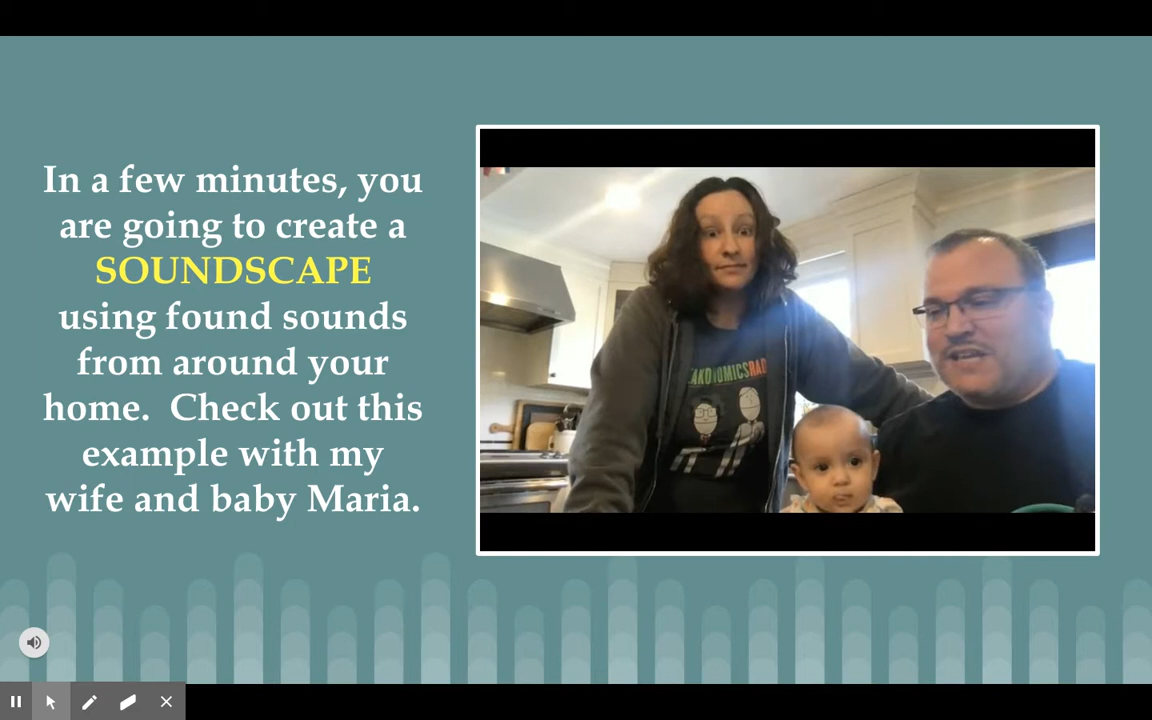 In a few minutes, you
are going to create a
SOUNDSCAPE
using found sounds
from around your
home.  Check out this
example with my
wife and baby Maria.
AKONOMICSRAD